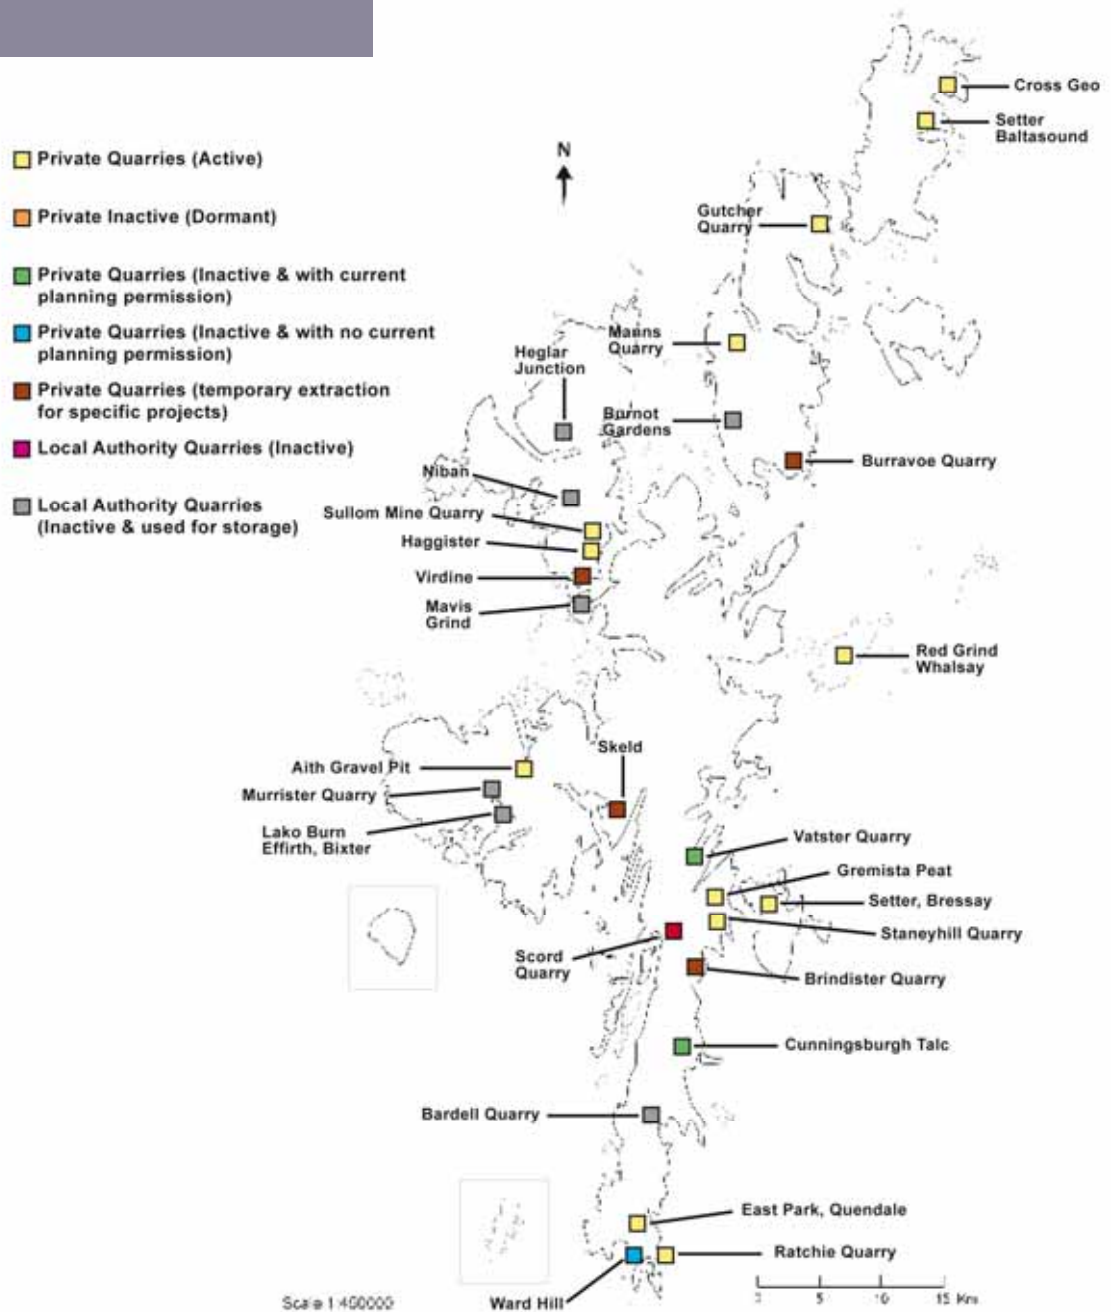 Private Quarries (Active)
Private Inactive (Dormant)
Private Quarries (Inactive & with current
planning permission)
Private Quarries (Inactive & with no current
planning permission)
Private Quarries (temporary extraction
for specific projects)
Local Authority Quarries (Inactive)
Local Authority Quarries
(Inactive & used for storage)
N
Cross Geo
Setter
Baltasound
Gutcher
Quarry
Manns
Quarry
Heglar
Junction
Burnot
Gardens
Burravoe Quarry
Niban
Sullom Mine Quarry
Haggister
Virdine
Mavis
Grind
Red Grind
Whalsay
Skeld
Aith Gravel Pit
Murrister Quarry
Lako Burn
Effirth, Bixter
Vatster Quarry
Gremista Peat
Setter, Bressay
Staneyhill Quarry
Scord
Quarry
Brindister Quarry
Cunningsburgh Talc
Bardell Quarry
East Park, Quendale
Ratchie Quarry
Ward Hill
5 10 15 Km
Scale 1:400000